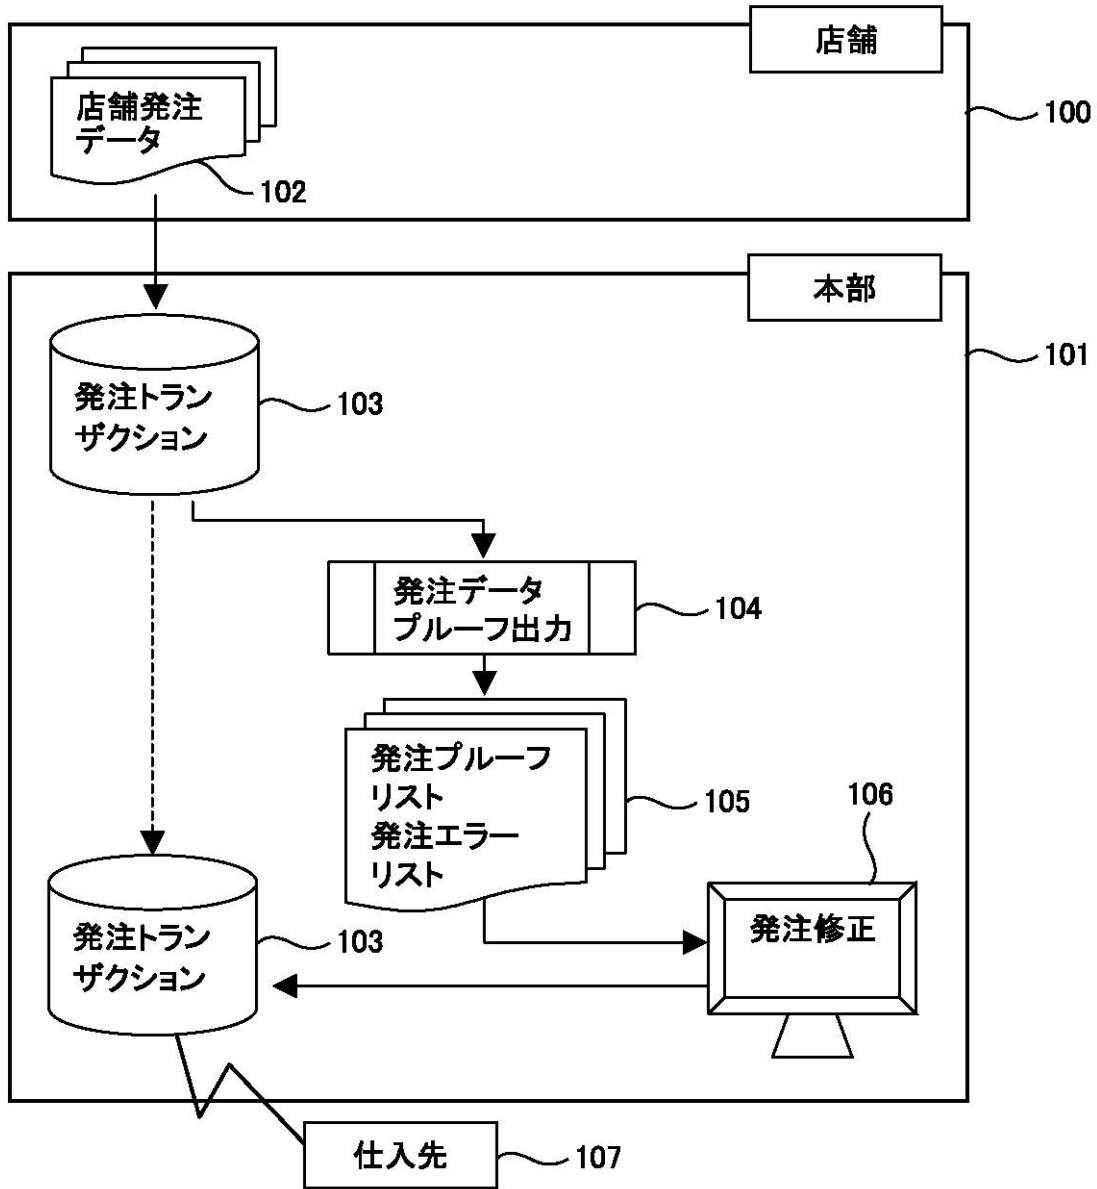 店舗
100
店舗発注
データ
102
本部
101
発注トラン
ザクション
103
発注データ
プルーフ出力
104
発注プルーフ
リスト
発注エラー
リスト
105
106
発注修正
発注トラン
ザクション
103
仕入先
107